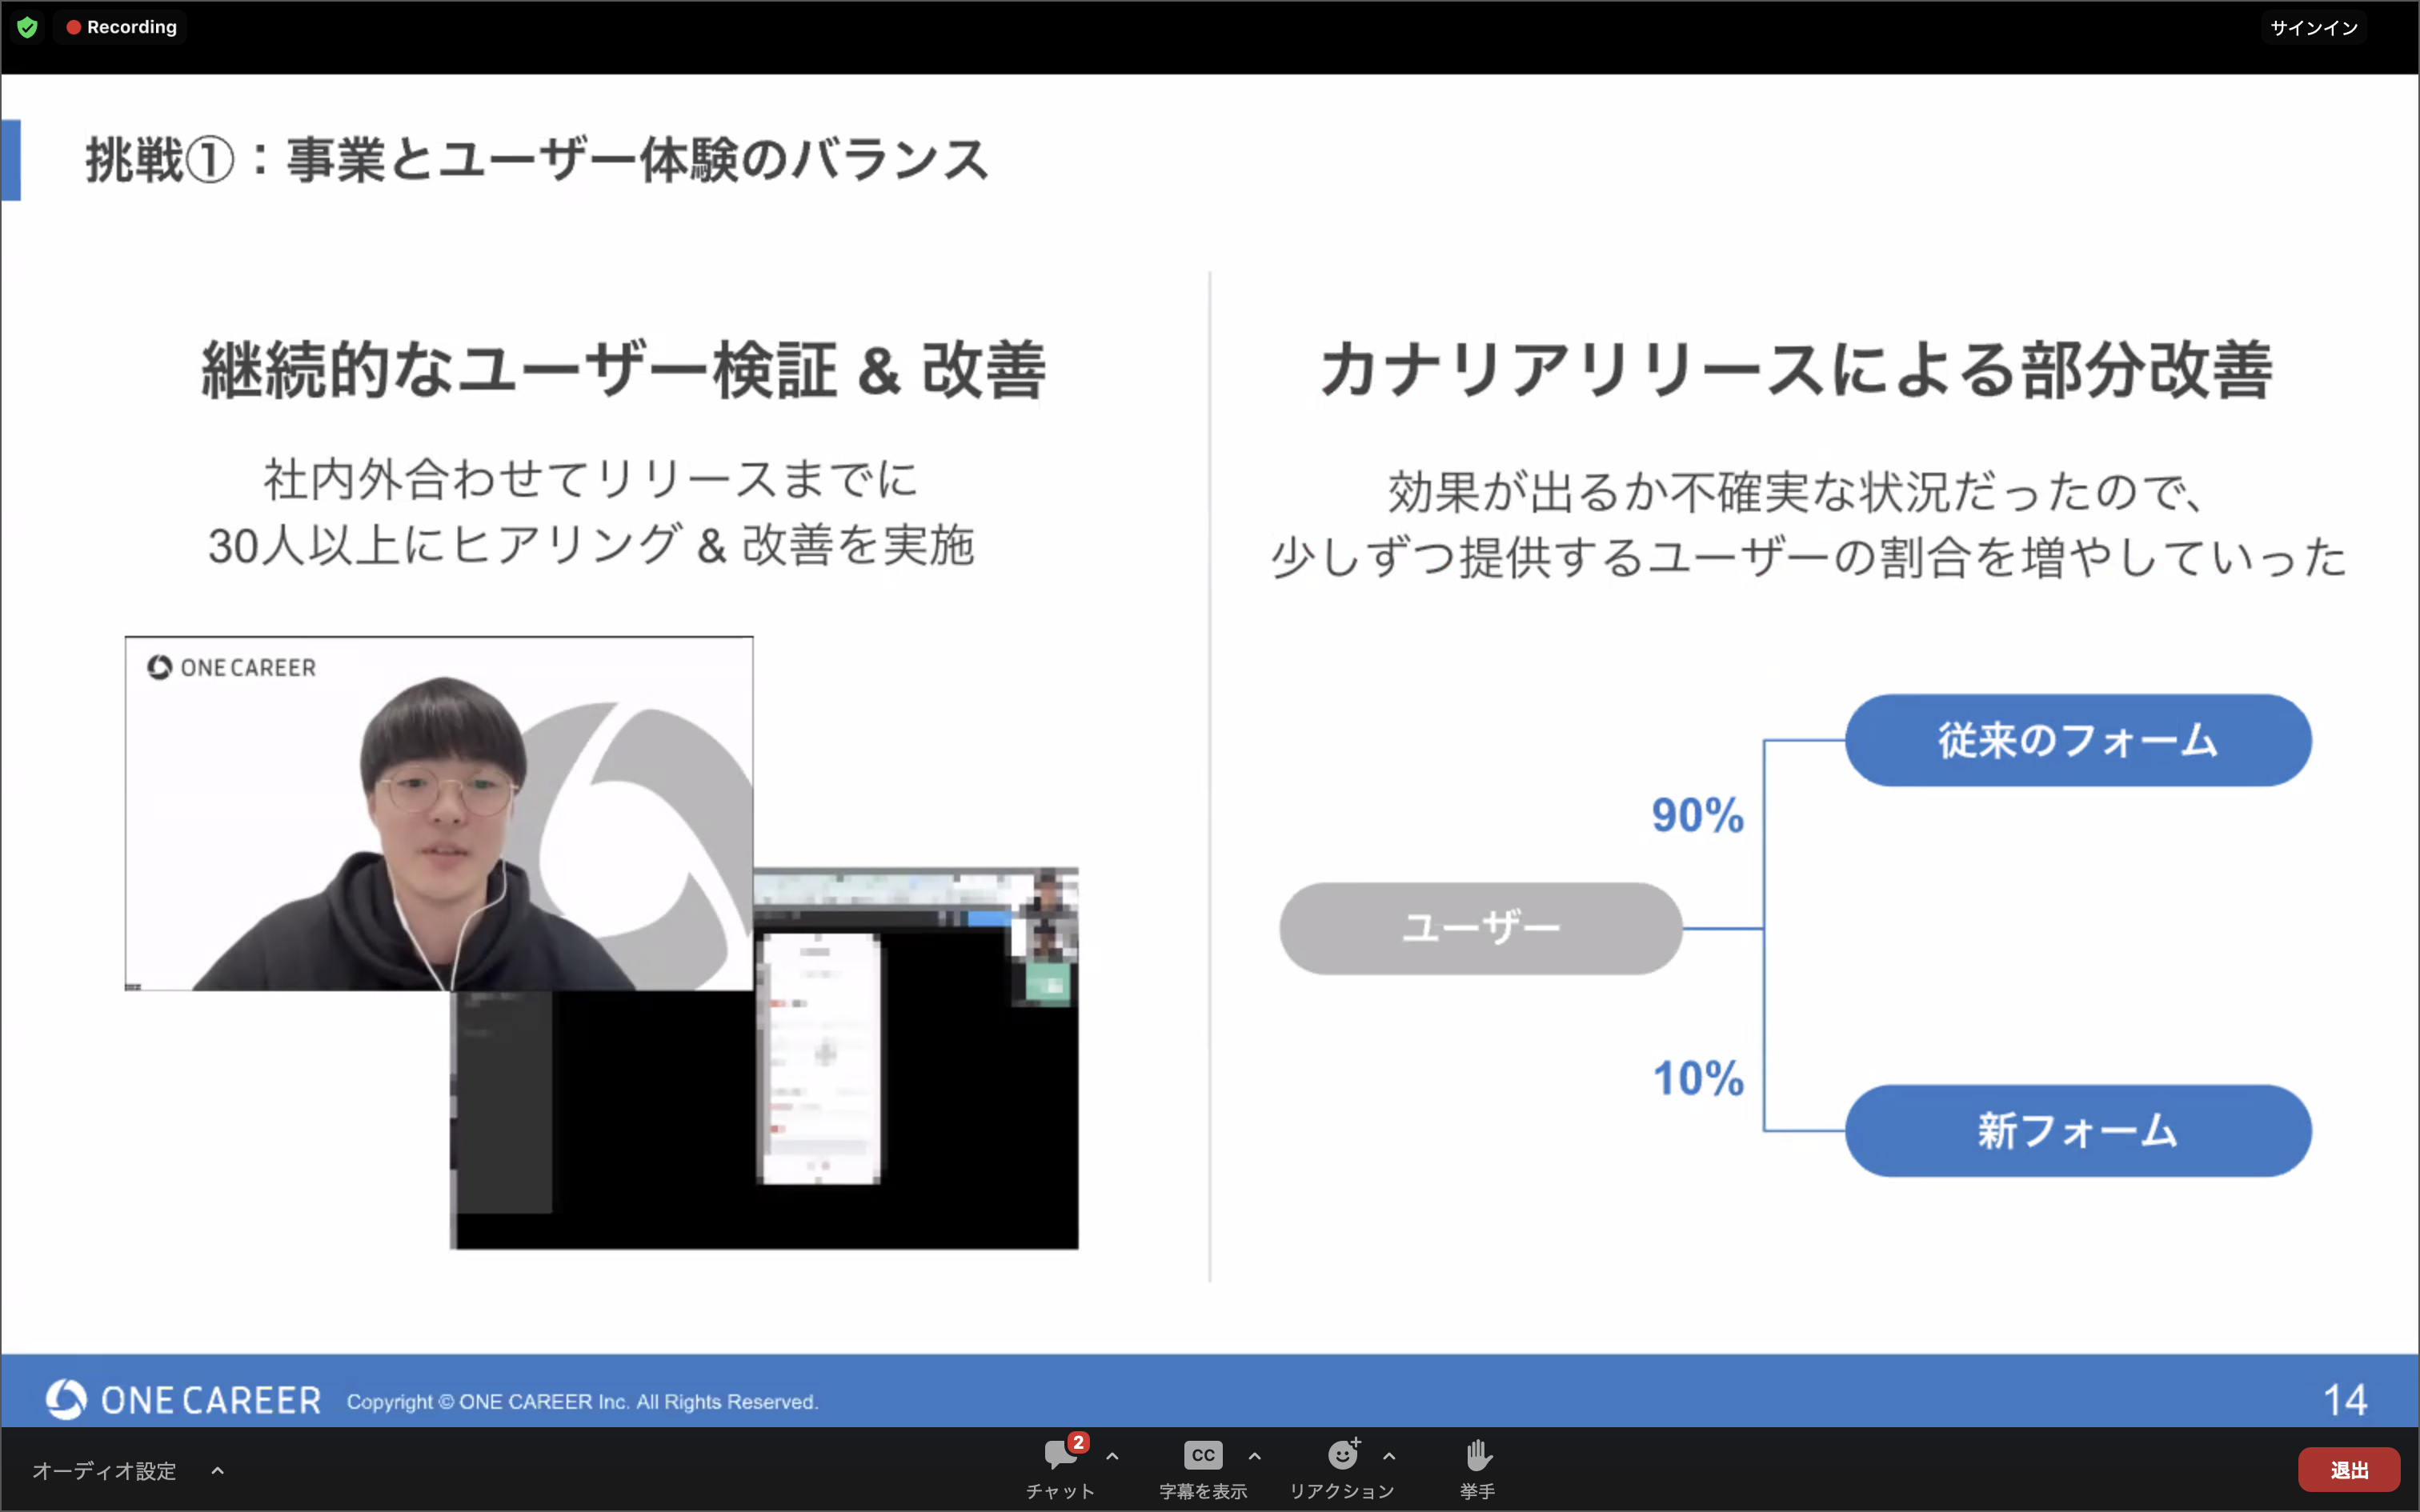 Recording
サインイン
挑戦①：事業とユーザー体験のバランス
継続的なユーザー検証 & 改善
社内外合わせてリリースまでに
30人以上にヒアリング & 改善を実施
ONE CAREER
カナリアリリースによる部分改善
効果が出るか不確実な状況だったので、
少しずつ提供するユーザーの割合を増やしていった
従来のフォーム
90%
ユーザー
10%
新フォーム
ONE CAREER Copyright © ONE CAREER Inc. All Rights Reserved.
14
オーディオ設定
2
チャット
CC
字幕を表示
リアクション
挙手
退出